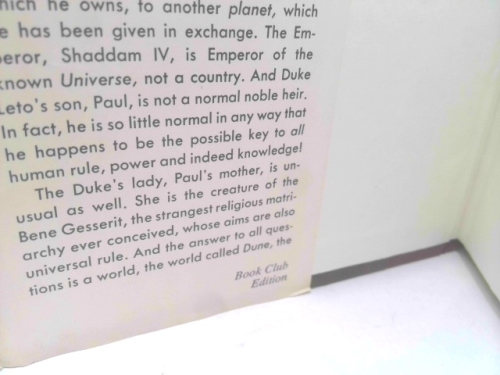 he owns, to another planet, which
has been given in exchange. The Em-
peror, Shaddam IV, is Emperor of the
known Universe, not a country. And Duke
Leto's son, Paul, is not a normal noble heir.
In fact, he is so little normal in any way that
he happens to be the possible key to all
human rule, power and indeed knowledge!
The Duke's lady, Paul's mother, is un-
usual as well. She is the creature of the
Bene Gesserit, the strangest religious matri-
archy ever conceived, whose aims are also
universal rule. And the answer to all ques-
tions is a world, the world called Dune, the
Book Club
Edition